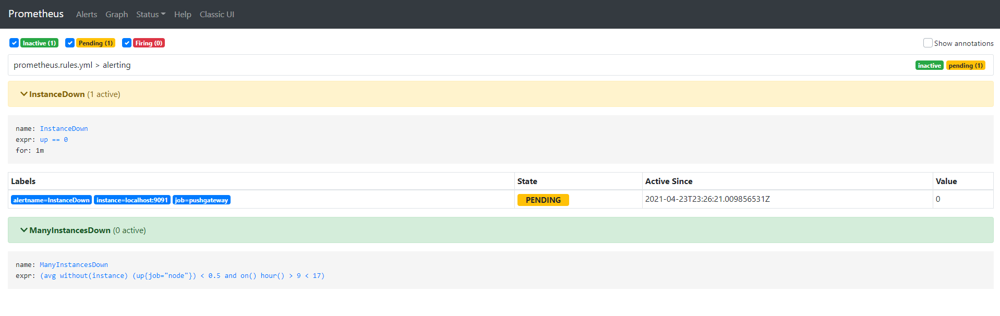 Prometheus Alerts Graph Status Help Classic UI
Inactive (1) Pending (1) Firing (0) Show annotations
prometheus.rules.yml > alerting inactive pending (1)
InstanceDown (1 active)
name: InstanceDown
expr: up == 0
for: 1m
Labels State Active Since Value
alertname=InstanceDown instance=localhost:9091 job=pushgateway PENDING 2021-04-23T23:26:21.009856531Z 0
ManyInstancesDown (0 active)
name: ManyInstancesDown
expr: (avg without(instance) (up{job="node"}) < 0.5 and on() hour() > 9 < 17)